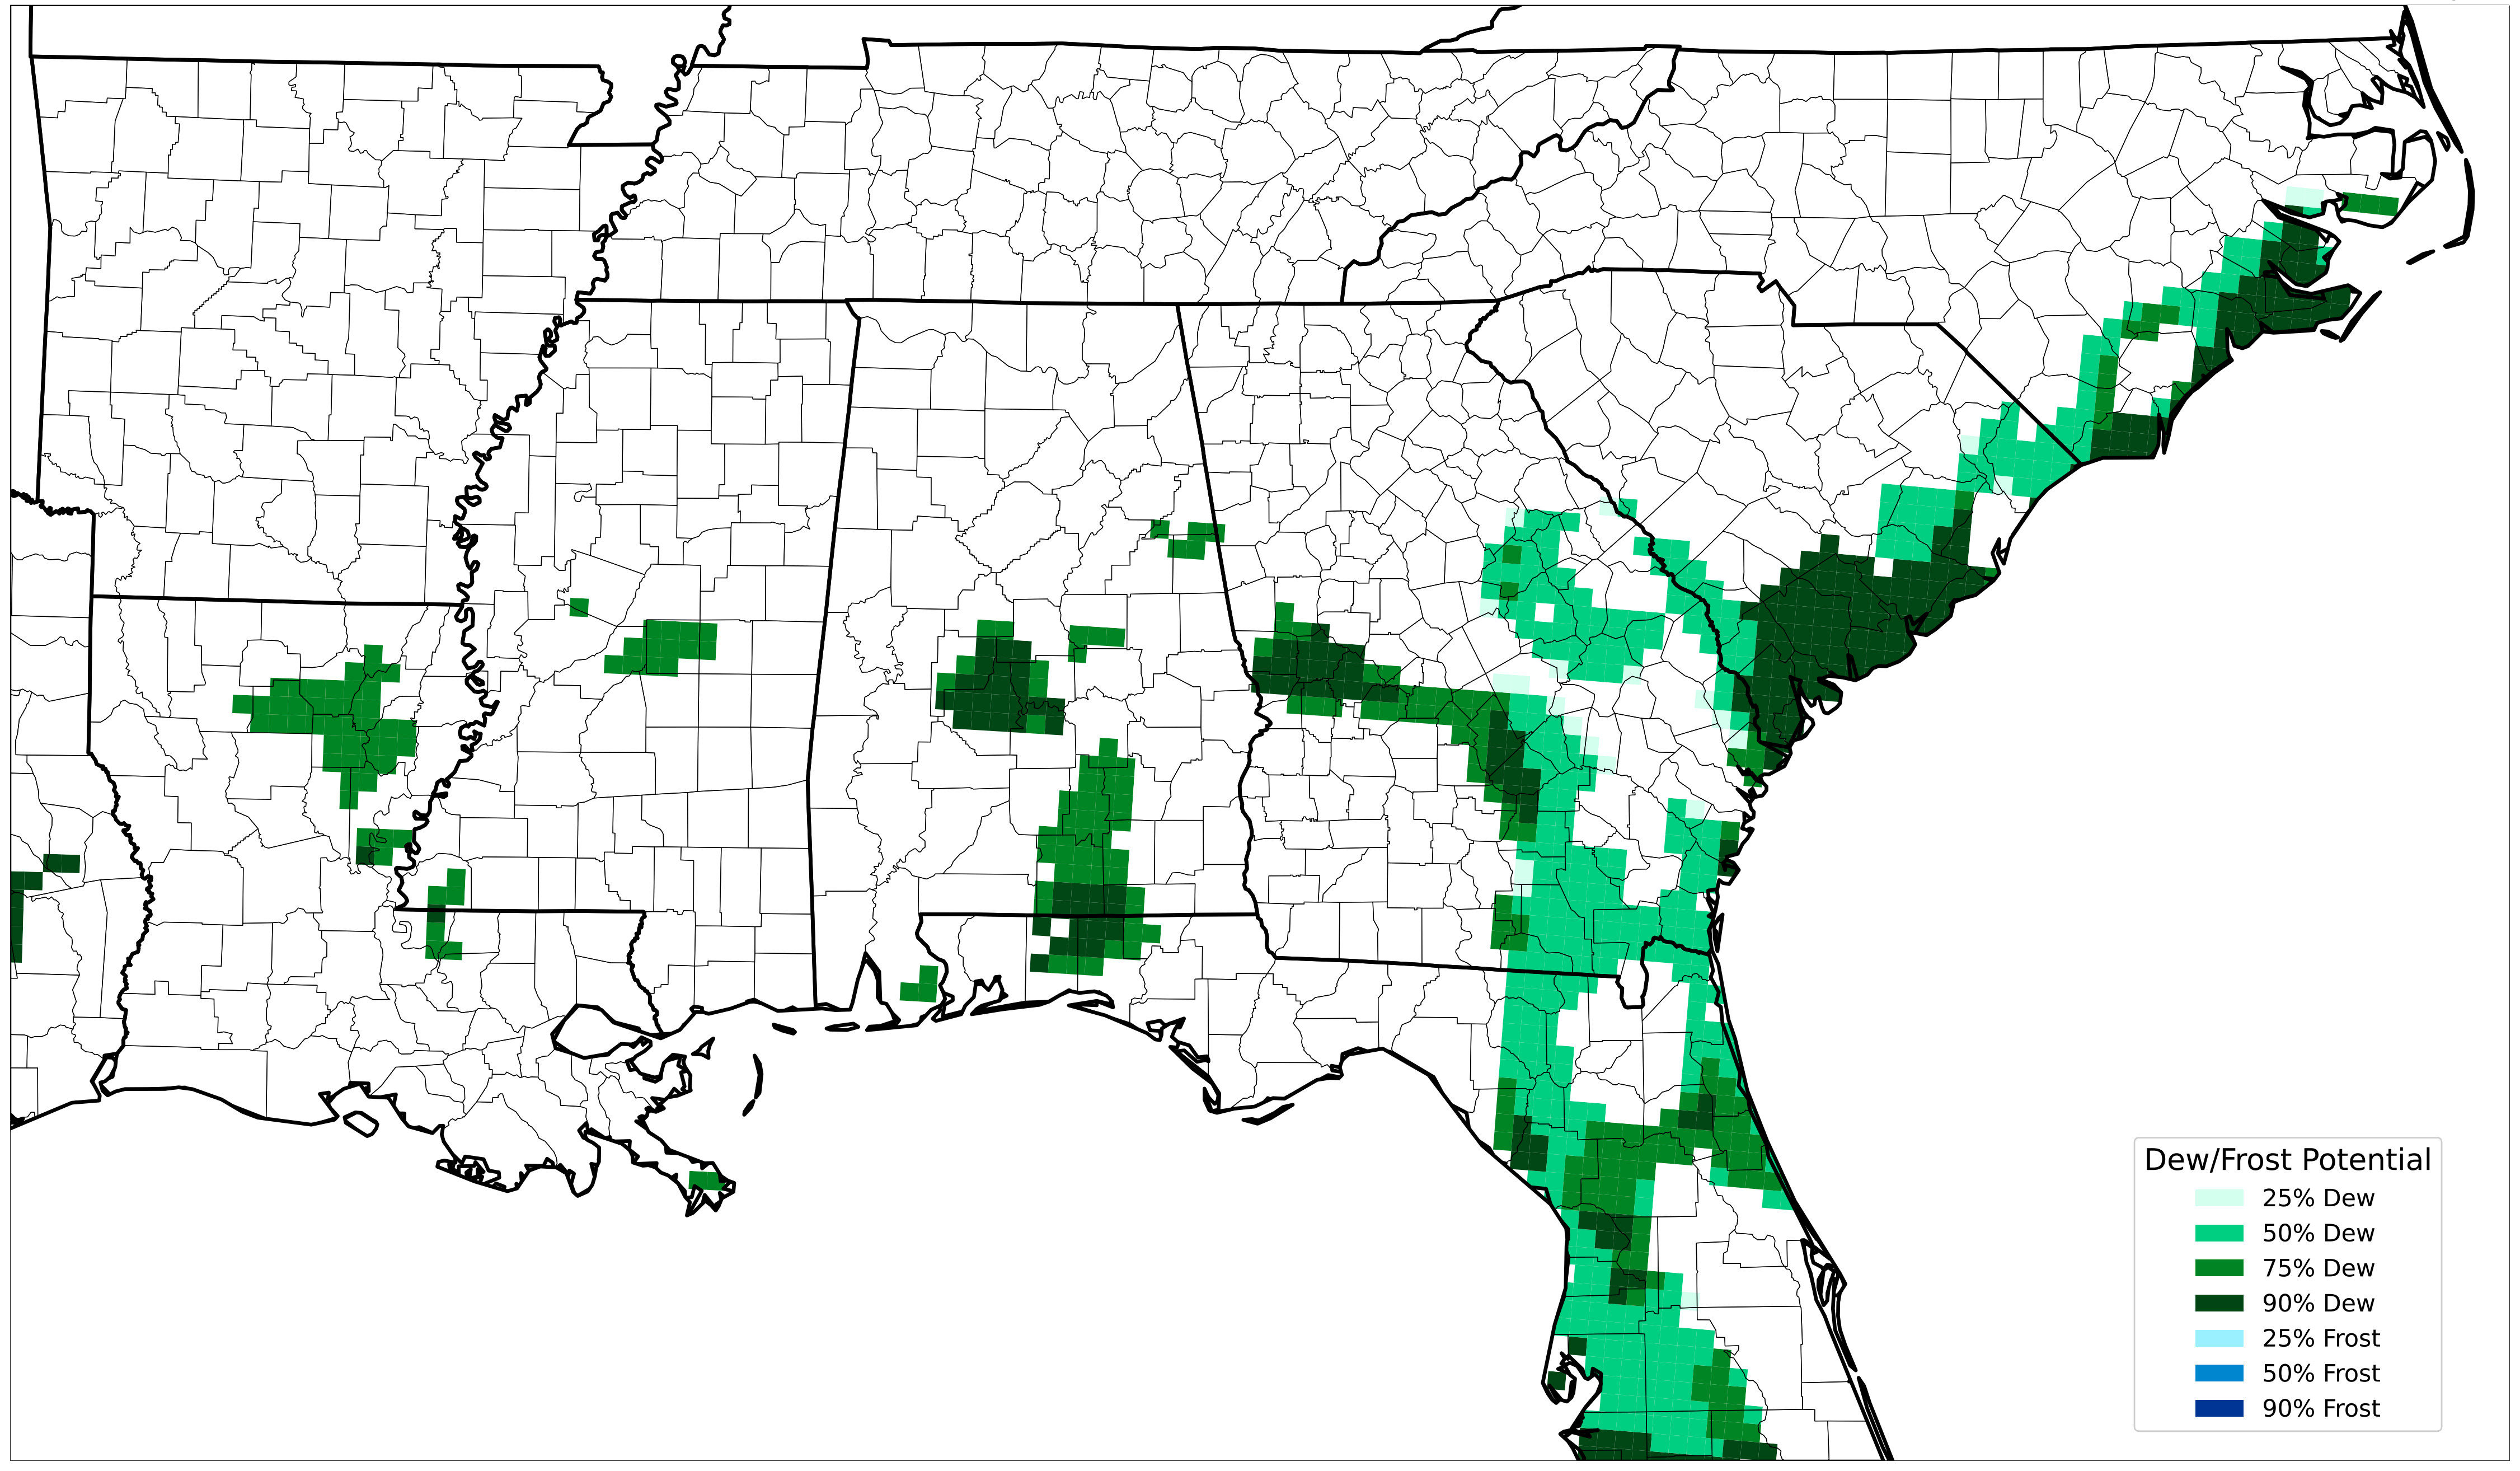 Dew/Frost Potential
25% Dew
50% Dew
75% Dew
90% Dew
25% Frost
50% Frost
90% Frost